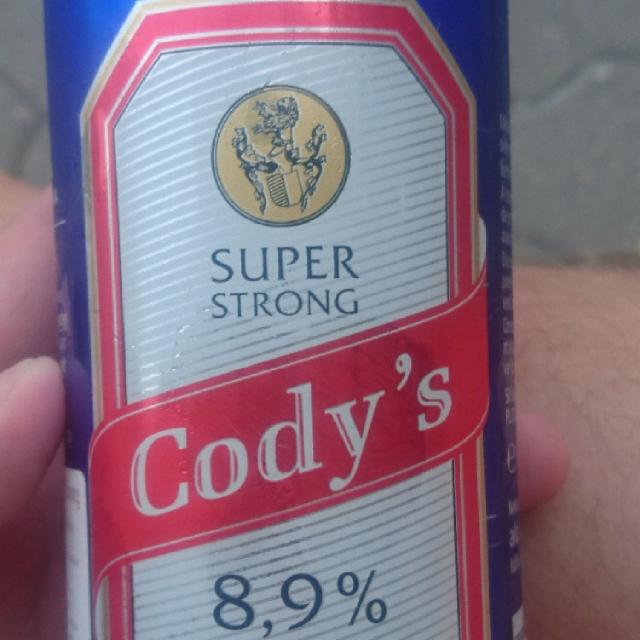 SUPER
STRONG
Cody's
8,9%